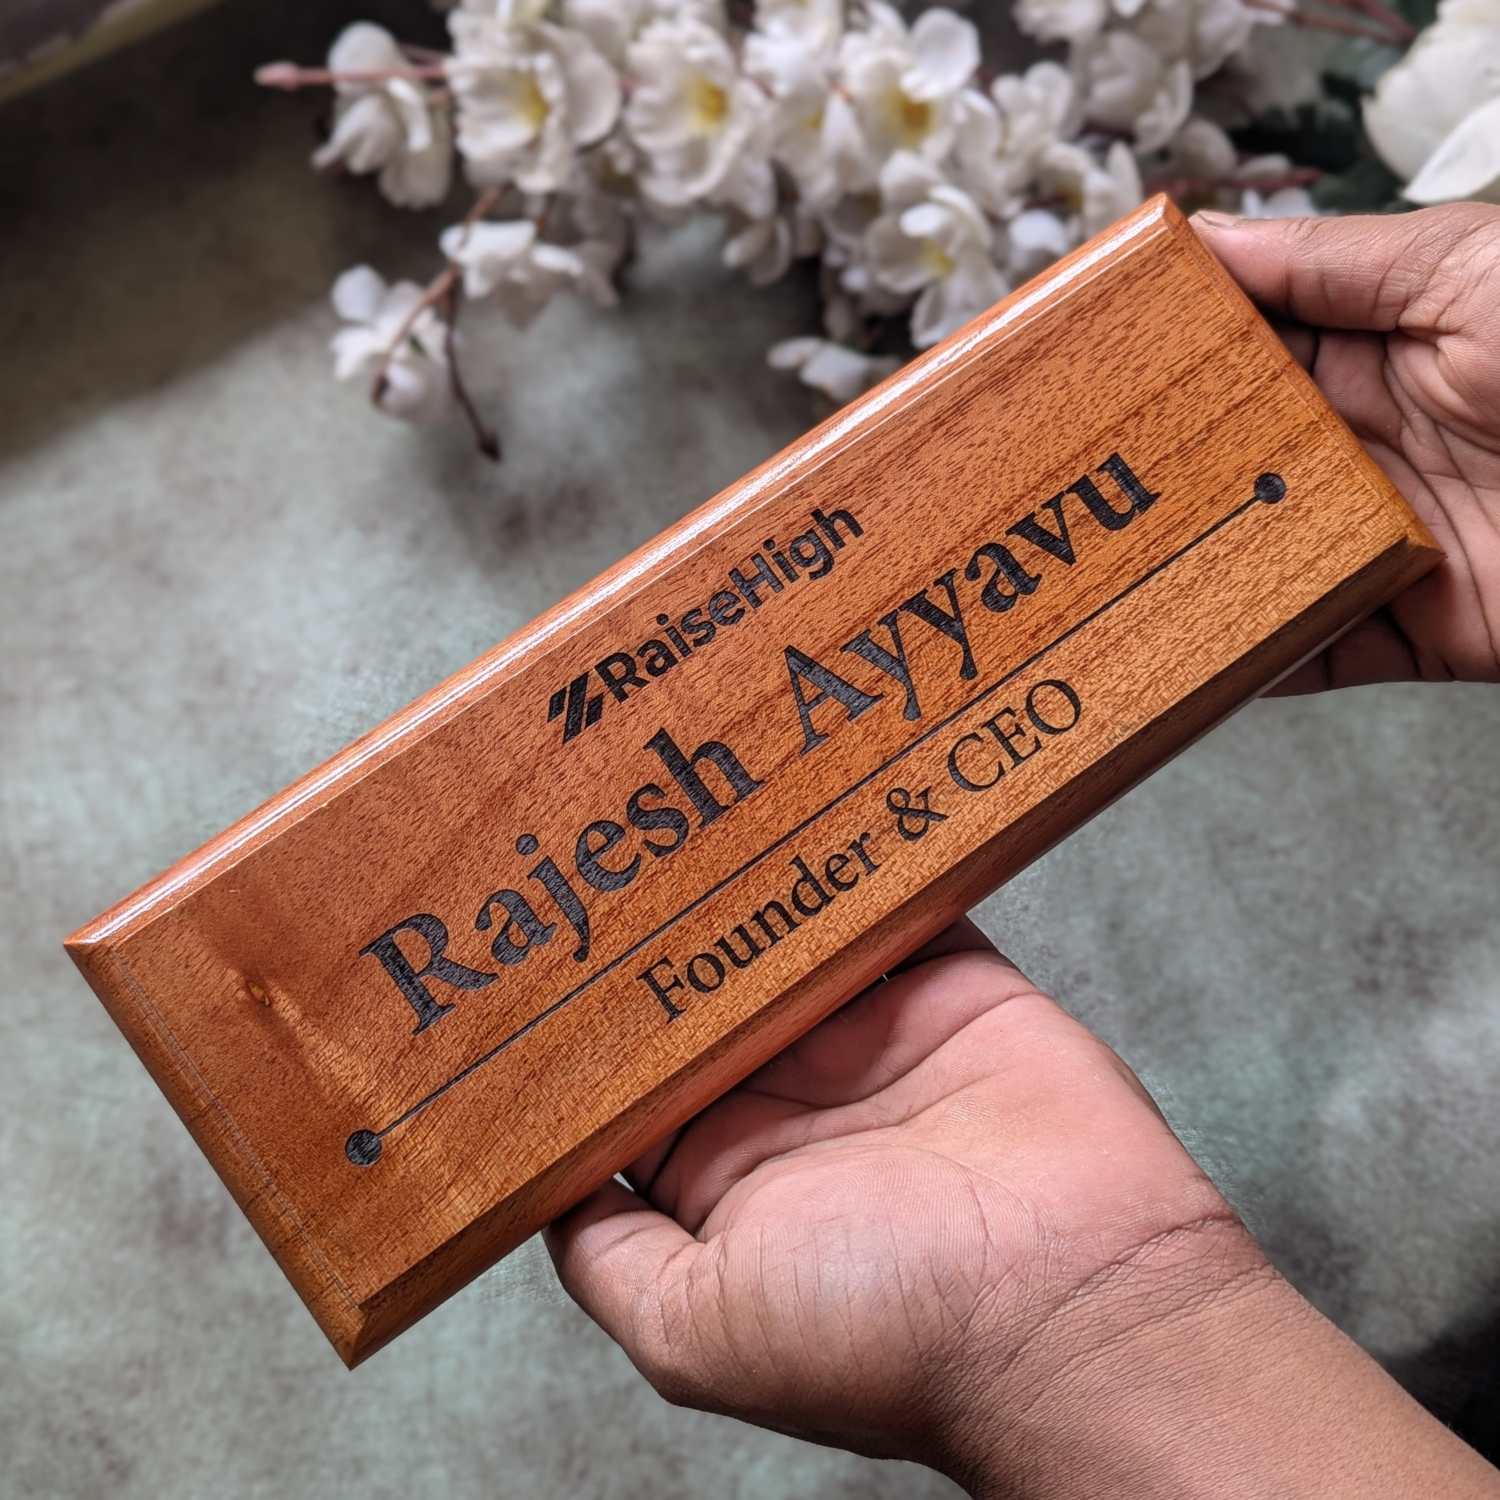 RaiseHigh
Rajesh Ayyavu
Founder & CEO